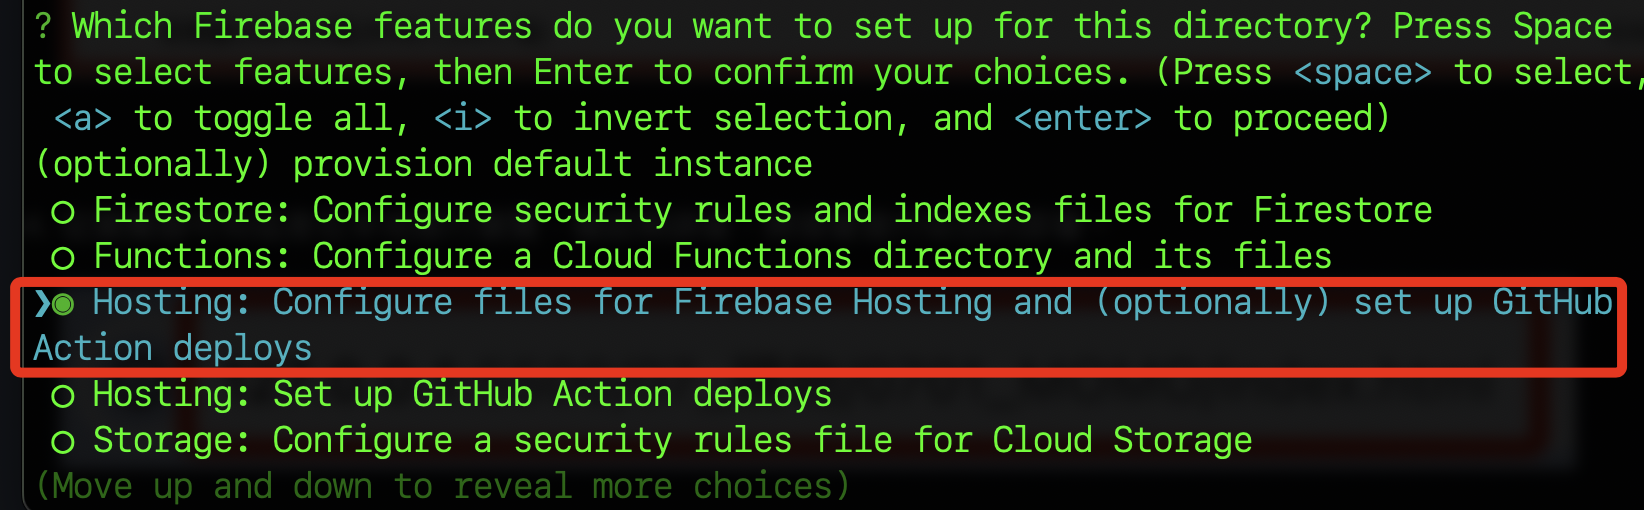 ? Which Firebase features do you want to set up for this directory? Press Space
to select features, then Enter to confirm your choices. (Press <space> to select,
<a> to toggle all, <i> to invert selection, and <enter> to proceed)
(optionally) provision default instance
○ Firestore: Configure security rules and indexes files for Firestore
○ Functions: Configure a Cloud Functions directory and its files
❯◉ Hosting: Configure files for Firebase Hosting and (optionally) set up GitHub
Action deploys
○ Hosting: Set up GitHub Action deploys
○ Storage: Configure a security rules file for Cloud Storage
(Move up and down to reveal more choices)